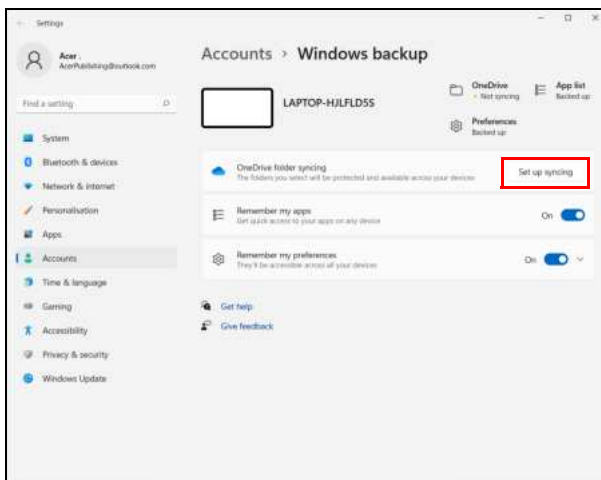 Settings
Acer .
AcerPublishing@outlook.com
Find a setting
System
Bluetooth & devices
Network & internet
Personalisation
Apps
Accounts
Time & language
Gaming
Accessibility
Privacy & security
Windows Update
Accounts > Windows backup
LAPTOP-HJLFLD5S
OneDrive
Not syncing
App list
Backed up
Preferences
Backed up
OneDrive folder syncing
The folders you select will be protected and available across your devices
Set up syncing
Remember my apps
Get quick access to your apps on any device
On
Remember my preferences
They'll be accessible across all your devices
On
Get help
Give feedback